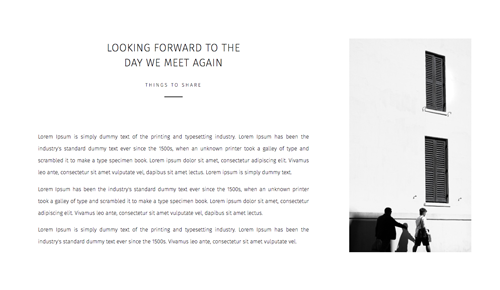 LOOKING FORWARD TO THE
DAY WE MEET AGAIN
THINGS TO SHARE
Lorem Ipsum is simply dummy text of the printing and typesetting industry. Lorem Ipsum has been the
industry's standard dummy text ever since the 1500s, when an unknown printer took a galley of type and
scrambled it to make a type specimen book. Lorem ipsum dolor sit amet, consectetur adipiscing elit. Vivamus
leo ante, consectetur sit amet vulputate vel, dapibus sit amet lectus. Lorem Ipsum is simply dummy text.
Lorem Ipsum has been the industry's standard dummy text ever since the 1500s, when an unknown printer
took a galley of type and scrambled it to make a type specimen book. Lorem ipsum dolor sit amet, consectetur
adipiscing elit. Vivamus leo ante, consectetur sit amet vulputate vel, dapibus sit amet lectus.
Lorem Ipsum is simply dummy text of the printing and typesetting industry. Lorem Ipsum has been the
industry's standard dummy text ever since the 1500s, consectetur sit amet vulputate vel, dapibus sit amet.